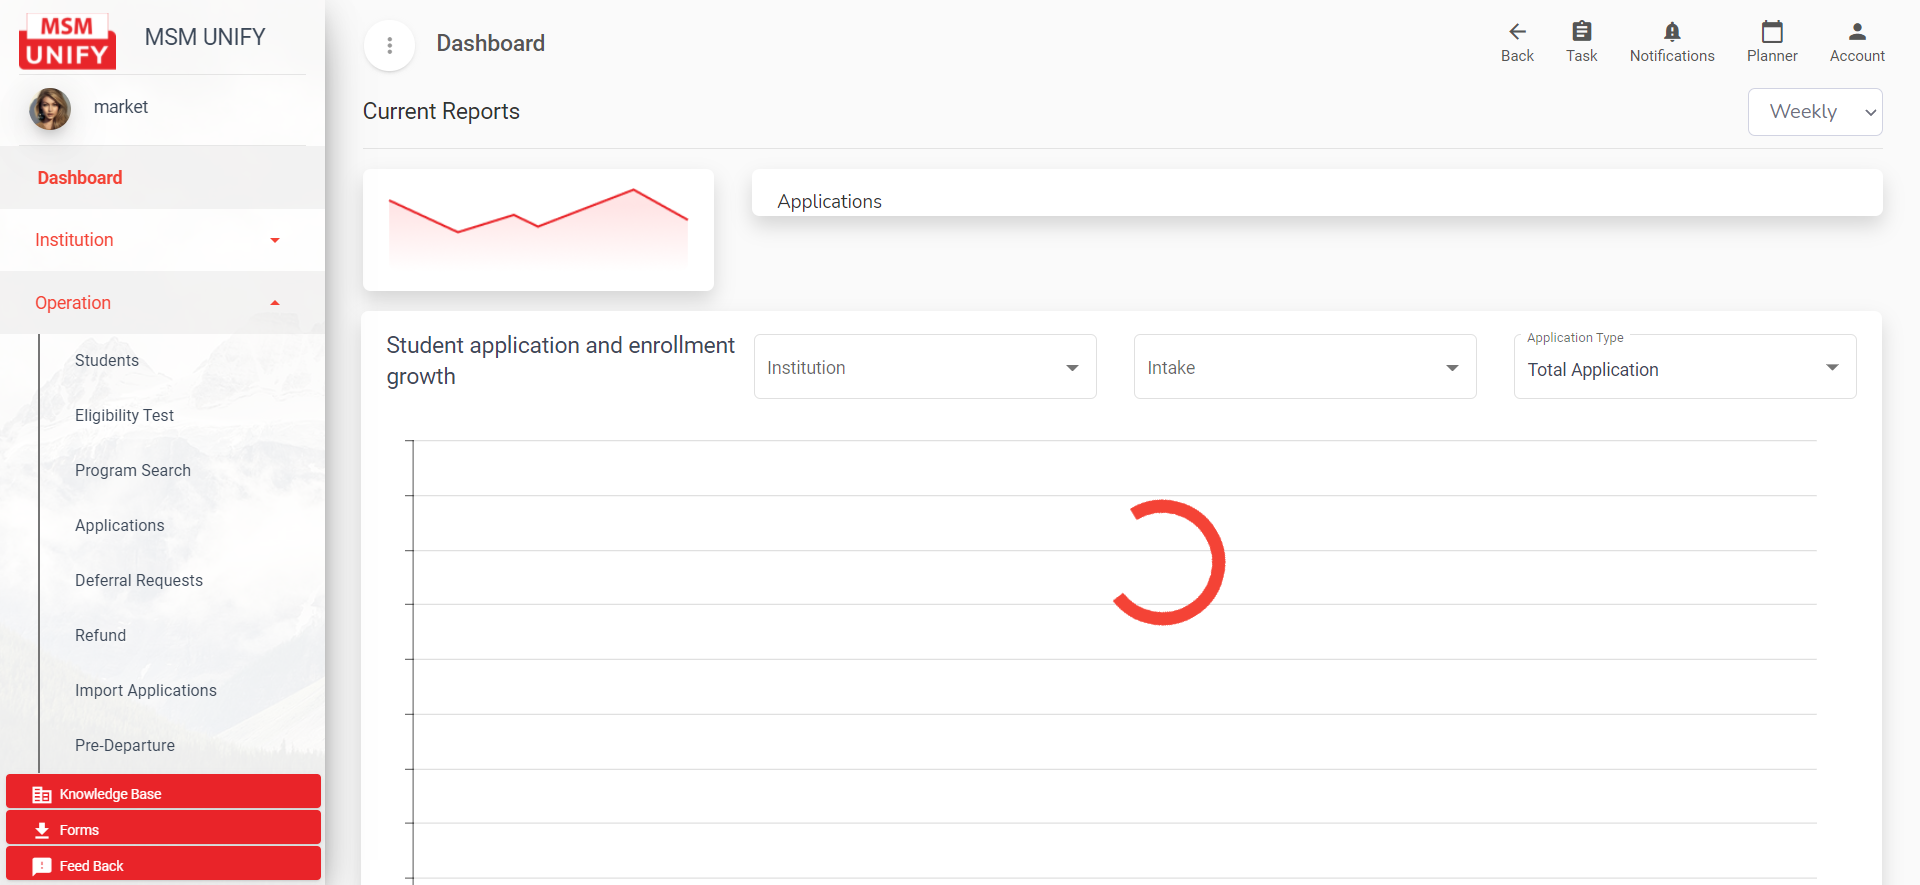 MSM
UNIFY
MSM UNIFY
market
Dashboard
Institution
Operation
Students
Eligibility Test
Program Search
Applications
Deferral Requests
Refund
Import Applications
Pre-Departure
Knowledge Base
Forms
Feed Back
Dashboard
Back
Task
Notifications
Planner
Account
Current Reports
Weekly
Applications
Student application and enrollment
growth
Institution
Intake
Application Type
Total Application